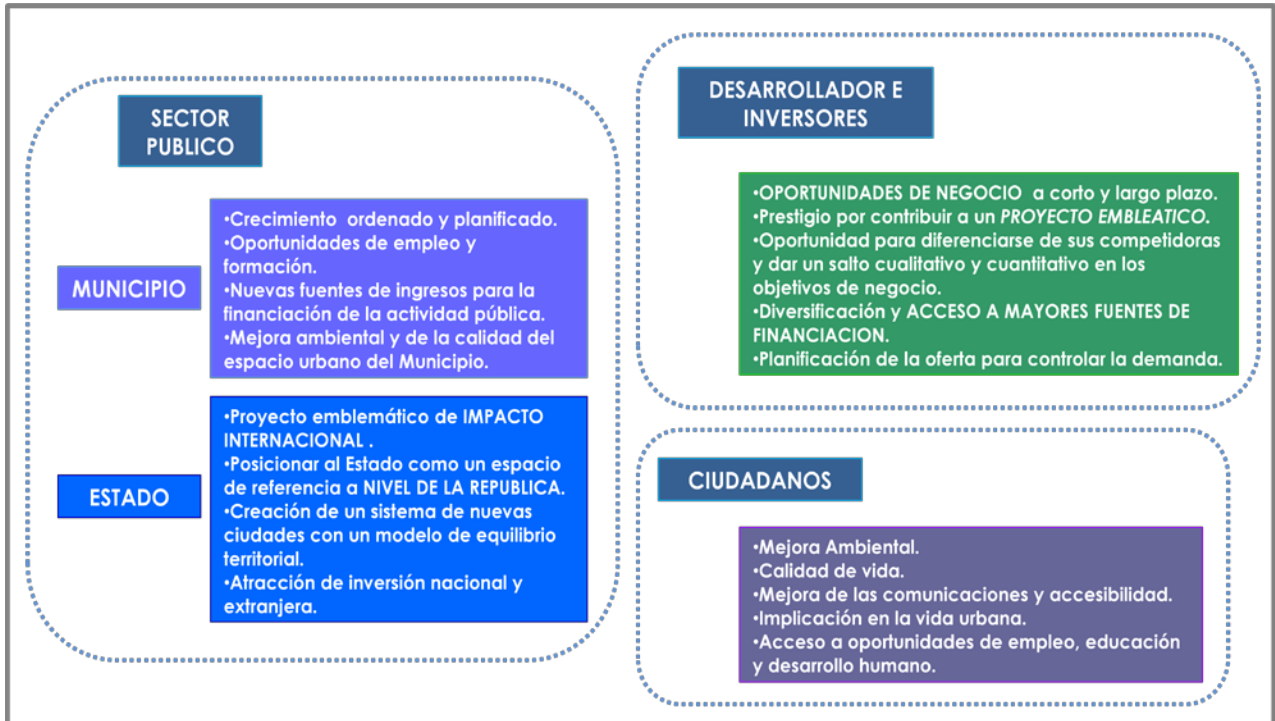 SECTOR
PUBLICO
MUNICIPIO
•Crecimiento ordenado y planificado.
•Oportunidades de empleo y
formación.
•Nuevas fuentes de ingresos para la
financiación de la actividad pública.
•Mejora ambiental y de la calidad del
espacio urbano del Municipio.
ESTADO
•Proyecto emblemático de IMPACTO
INTERNACIONAL .
•Posicionar al Estado como un espacio
de referencia a NIVEL DE LA REPUBLICA.
•Creación de un sistema de nuevas
ciudades con un modelo de equilibrio
territorial.
•Atracción de inversión nacional y
extranjera.
DESARROLLADOR E
INVERSORES
•OPORTUNIDADES DE NEGOCIO a corto y largo plazo.
•Prestigio por contribuir a un PROYECTO EMBLEATICO.
•Oportunidad para diferenciarse de sus competidoras
y dar un salto cualitativo y cuantitativo en los
objetivos de negocio.
•Diversificación y ACCESO A MAYORES FUENTES DE
FINANCIACION.
•Planificación de la oferta para controlar la demanda.
CIUDADANOS
•Mejora Ambiental.
•Calidad de vida.
•Mejora de las comunicaciones y accesibilidad.
•Implicación en la vida urbana.
•Acceso a oportunidades de empleo, educación
y desarrollo humano.